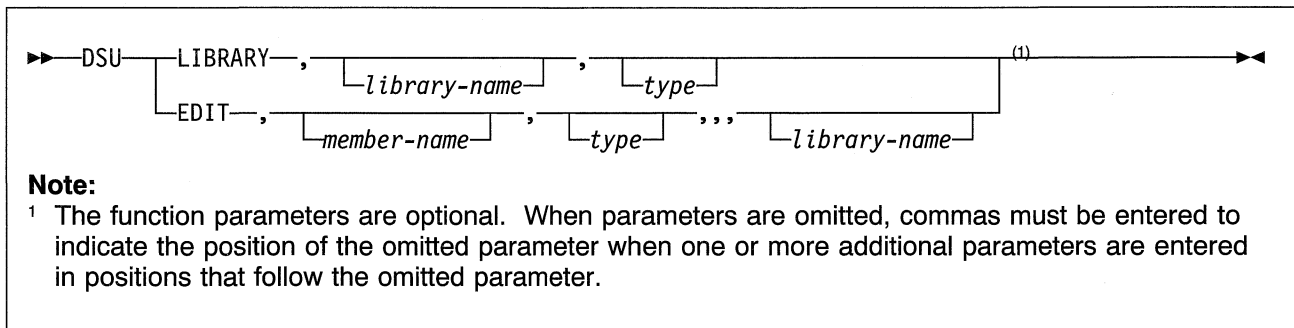 DSU LIBRARY , library-name , type (1)
EDIT , member-name , type ,,, library-name
Note:
1 The function parameters are optional. When parameters are omitted, commas must be entered to
indicate the position of the omitted parameter when one or more additional parameters are entered
in positions that follow the omitted parameter.